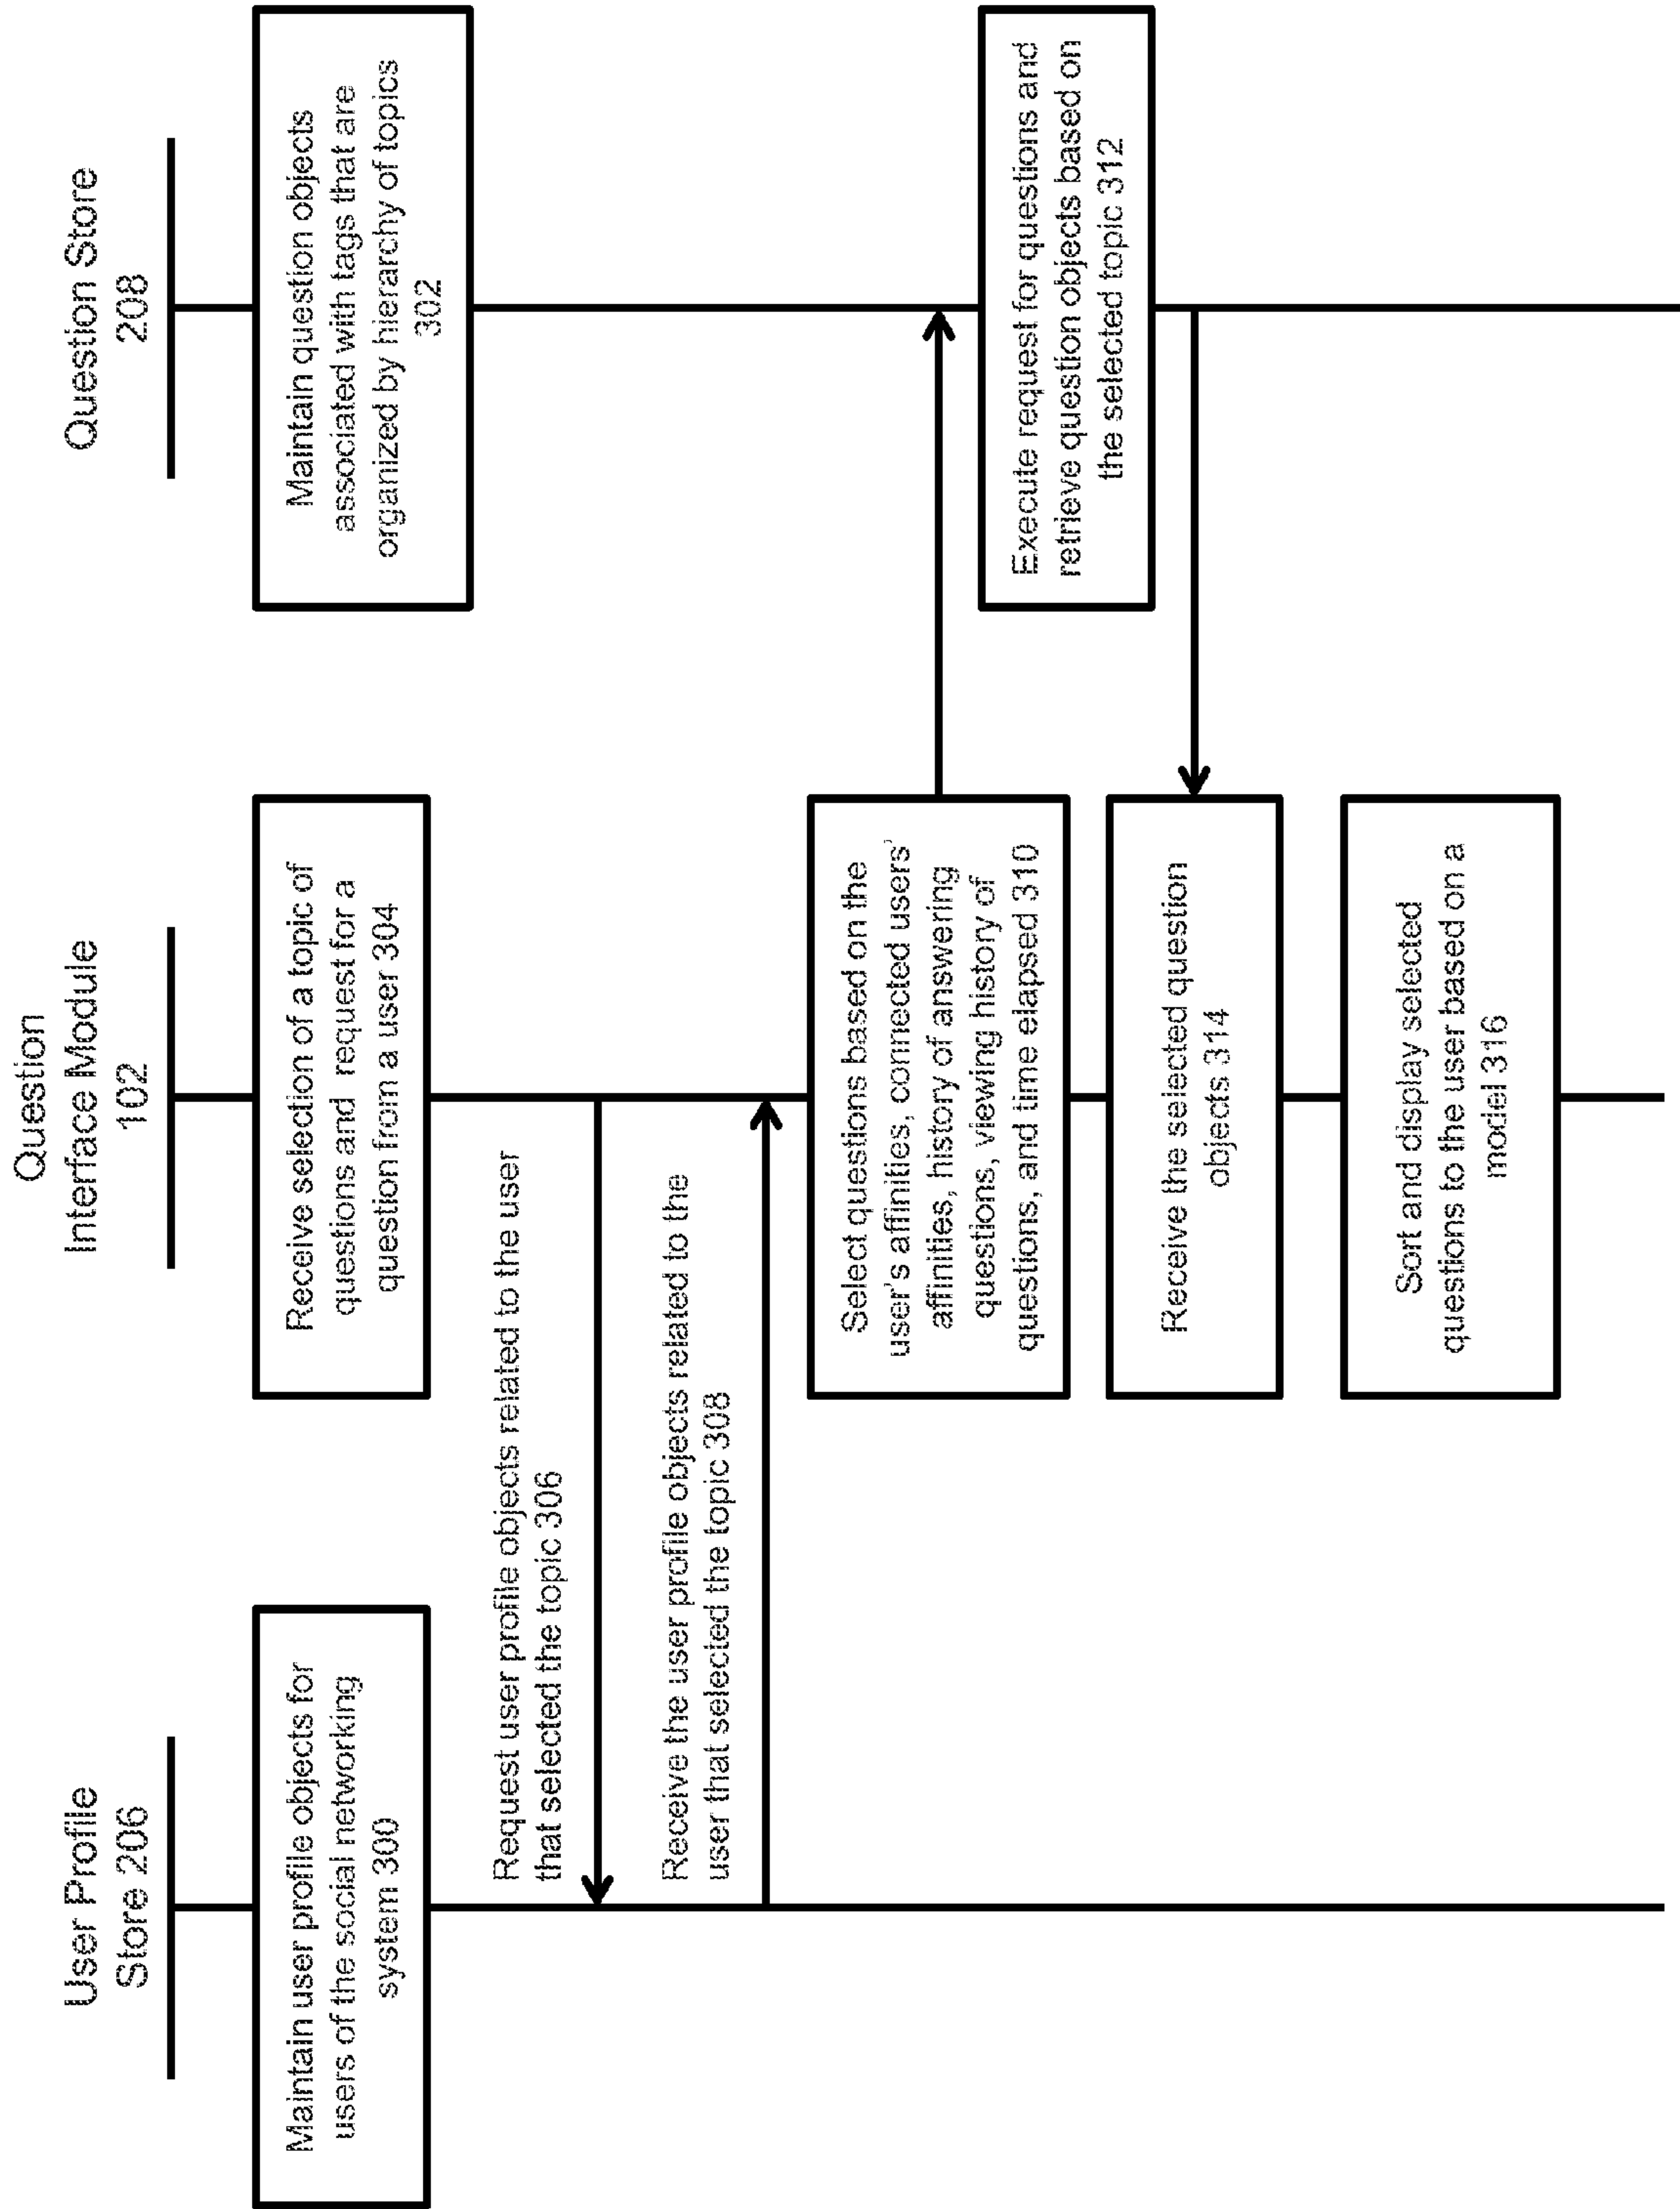 User Profile
Store 206
Question
Interface Module
102
Question Store
208
Maintain user profile objects for
users of the social networking
system 300
Receive selection of a topic of
questions and request for a
question from a user 304
Maintain question objects
associated with tags that are
organized by hierarchy of topics
302
Request user profile objects related to the user
that selected the topic 306
Receive the user profile objects related to the
user that selected the topic 308
Select questions based on the
user's affinities, connected users'
affinities, history of answering
questions, viewing history of
questions, and time elapsed 310
Execute request for questions and
retrieve question objects based on
the selected topic 312
Receive the selected question
objects 314
Sort and display selected
questions to the user based on a
model 316